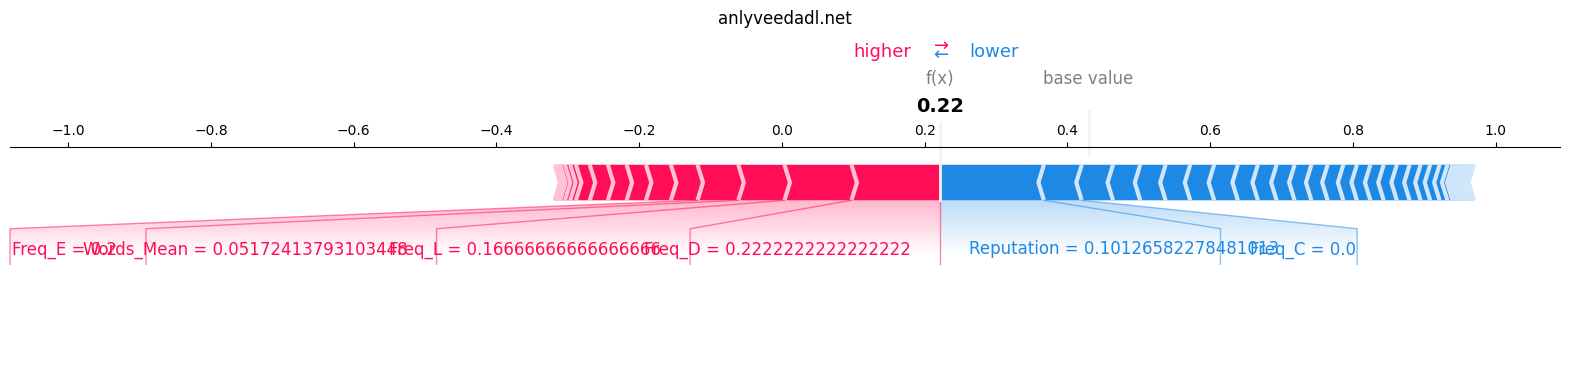 anlyveedadl.net
higher ⇄ lower
f(x) base value
0.22
−1.0 −0.8 −0.6 −0.4 −0.2 0.0 0.2 0.4 0.6 0.8 1.0
Freq_E = 0.2 Words_Mean = 0.05172413793103448 Freq_L = 0.16666666666666666 Freq_D = 0.2222222222222222 Reputation = 0.10126582278481013 Freq_C = 0.0